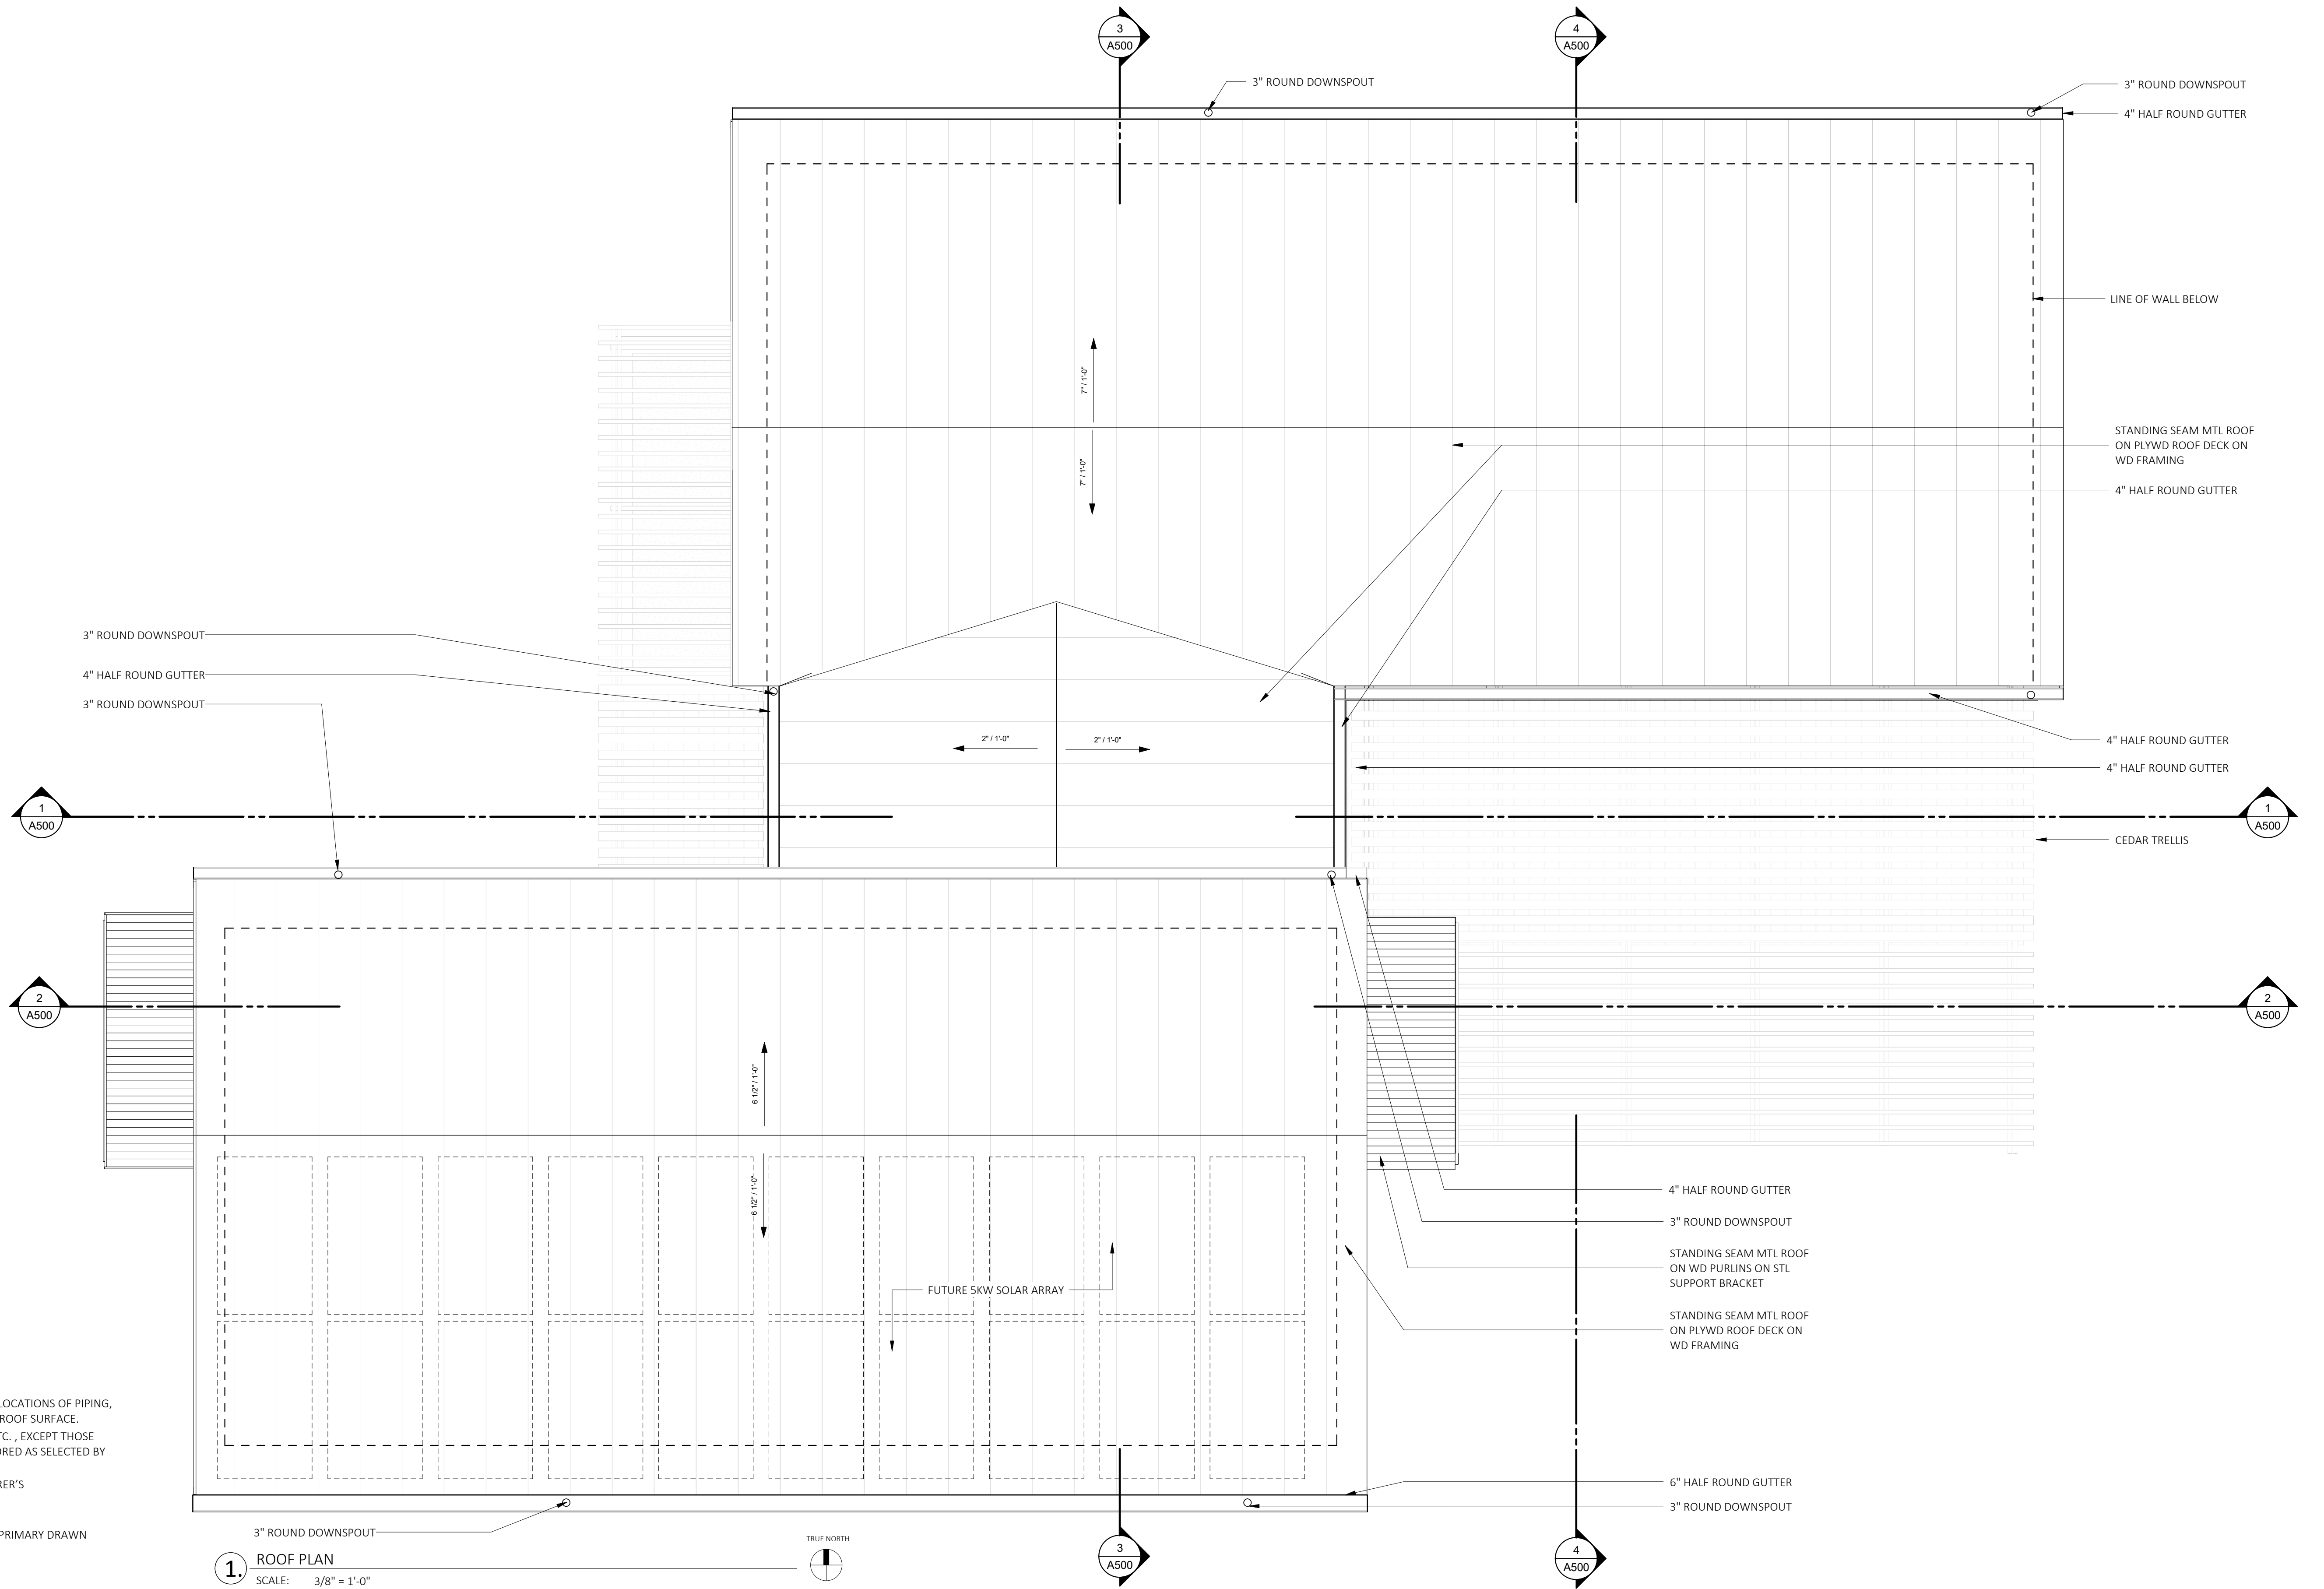 3
A500
4
A500
3" ROUND DOWNSPOUT
3" ROUND DOWNSPOUT
4" HALF ROUND GUTTER
LINE OF WALL BELOW
7" / 1'-0"
7" / 1'-0"
STANDING SEAM MTL ROOF
ON PLYWD ROOF DECK ON
WD FRAMING
4" HALF ROUND GUTTER
3" ROUND DOWNSPOUT
4" HALF ROUND GUTTER
3" ROUND DOWNSPOUT
2" / 1'-0"
2" / 1'-0"
4" HALF ROUND GUTTER
4" HALF ROUND GUTTER
1
A500
1
A500
CEDAR TRELLIS
2
A500
2
A500
6 1/2" / 1'-0"
6 1/2" / 1'-0"
4" HALF ROUND GUTTER
3" ROUND DOWNSPOUT
STANDING SEAM MTL ROOF
ON WD PURLINS ON STL
SUPPORT BRACKET
FUTURE 5KW SOLAR ARRAY
STANDING SEAM MTL ROOF
ON PLYWD ROOF DECK ON
WD FRAMING
LOCATIONS OF PIPING,
ROOF SURFACE.
TC. , EXCEPT THOSE
ORED AS SELECTED BY
RER'S
PRIMARY DRAWN
6" HALF ROUND GUTTER
3" ROUND DOWNSPOUT
3" ROUND DOWNSPOUT
TRUE NORTH
3
A500
4
A500
1.
ROOF PLAN
SCALE: 3/8" = 1'-0"